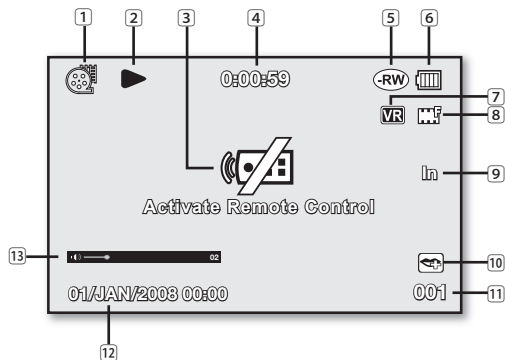 1 2 3 4 5 6
0:00:59 -RW
7
VR F 8
In 9
Activate Remote Control
13 02 10
01/JAN/2008 00:00 001 11
12